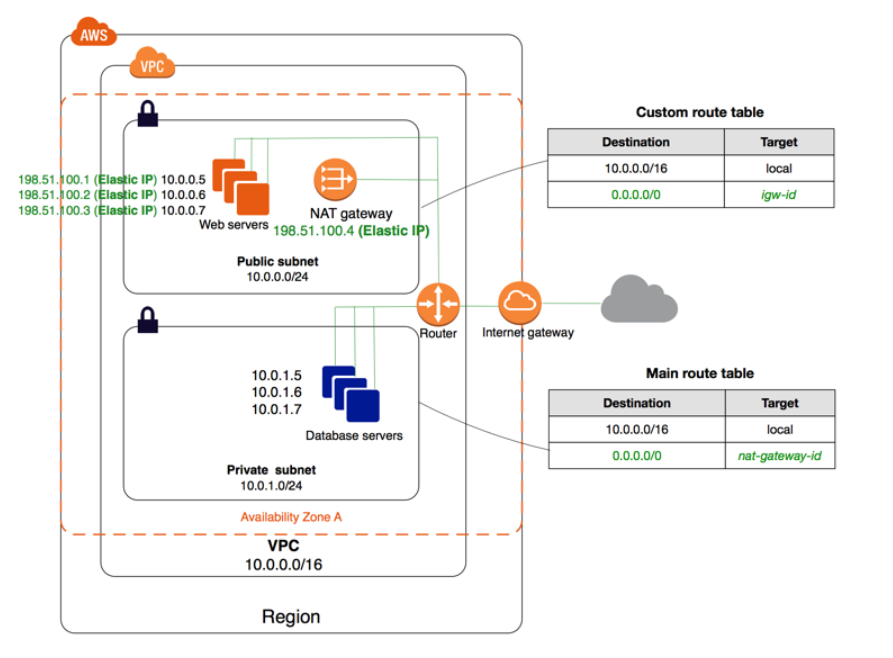 AWS
VPC
Custom route table
Destination Target
10.0.0.0/16 local
0.0.0.0/0 igw-id
198.51.100.1 (Elastic IP) 10.0.0.5
198.51.100.2 (Elastic IP) 10.0.0.6
198.51.100.3 (Elastic IP) 10.0.0.7
Web servers
NAT gateway
198.51.100.4 (Elastic IP)
Public subnet
10.0.0.0/24
Router
Internet gateway
10.0.1.5
10.0.1.6
10.0.1.7
Database servers
Private subnet
10.0.1.0/24
Main route table
Destination Target
10.0.0.0/16 local
0.0.0.0/0 nat-gateway-id
Availability Zone A
VPC
10.0.0.0/16
Region